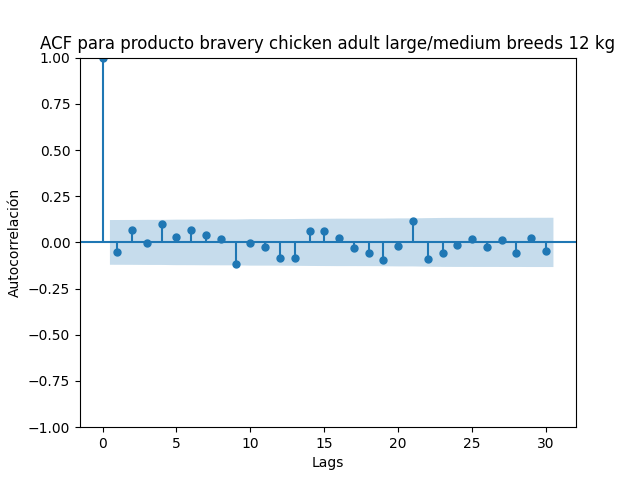 ACF para producto bravery chicken adult large/medium breeds 12 kg
1.00
0.75
0.50
0.25
0.00
−0.25
−0.50
−0.75
−1.00
Autocorrelación
0 5 10 15 20 25 30
Lags